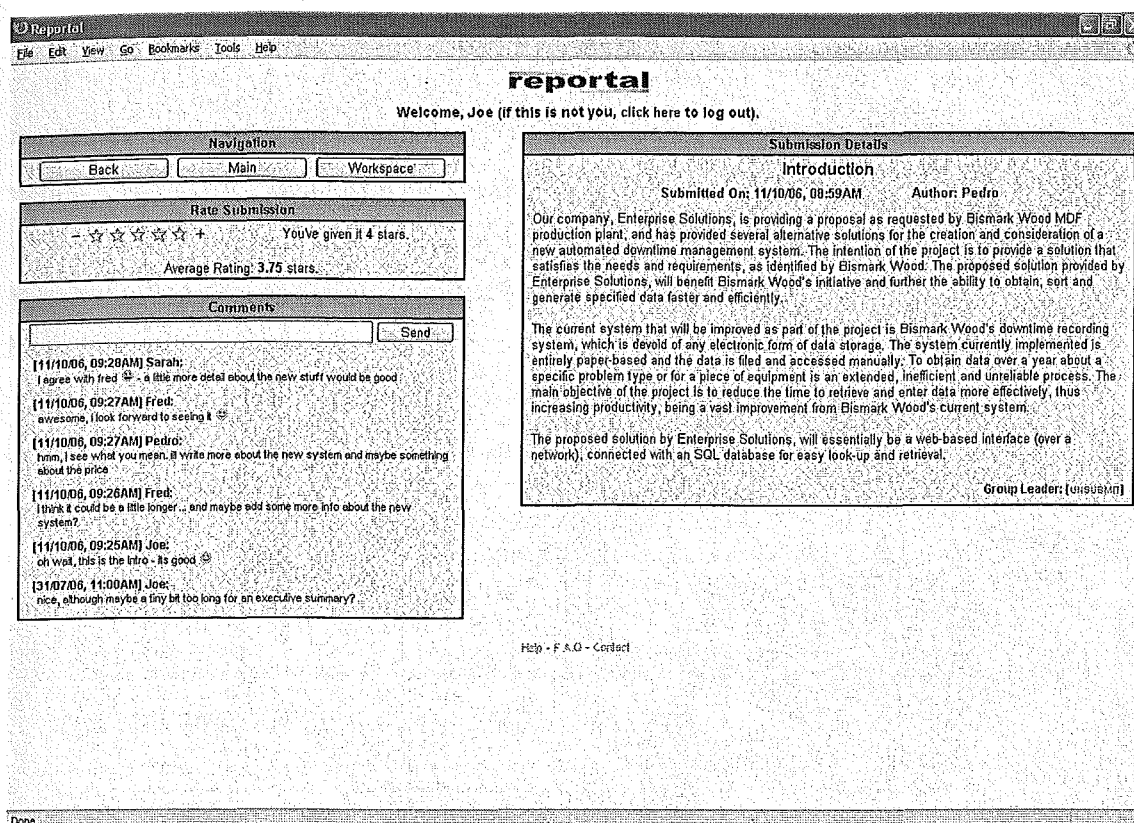 Reportal
File Edit View Go Bookmarks Tools Help
reportal
Welcome, Joe (if this is not you, click here to log out).
Navigation
Back Main Workspace
Rate Submission
- ☆ ☆ ☆ ☆ ☆ + You've given it 4 stars.
Average Rating: 3.75 stars.
Comments
Send
[11/10/06, 09:28AM] Sarah:
I agree with fred - a little more detail about the new stuff would be good
[11/10/06, 09:27AM] Fred:
awesome, i look forward to seeing it
[11/10/06, 09:27AM] Pedro:
hmm, I see what you mean. ill write more about the new system and maybe something
about the price
[11/10/06, 09:26AM] Fred:
I think it could be a little longer... and maybe add some more info about the new
system?
[11/10/06, 09:25AM] Joe:
oh wait, this is the intro - its good
[31/07/06, 11:00AM] Joe:
nice, although maybe a tiny bit too long for an executive summary?
Submission Details
Introduction
Submitted On: 11/10/06, 08:59AM Author: Pedro
Our company, Enterprise Solutions, is providing a proposal as requested by Bismark Wood MDF
production plant, and has provided several alternative solutions for the creation and consideration of a
new automated downtime management system. The intention of the project is to provide a solution that
satisfies the needs and requirements, as identified by Bismark Wood. The proposed solution provided by
Enterprise Solutions, will benefit Bismark Wood's initiative and further the ability to obtain, sort and
generate specified data faster and efficiently.
The current system that will be improved as part of the project is Bismark Wood's downtime recording
system, which is devoid of any electronic form of data storage. The system currently implemented is
entirely paper-based and the data is filed and accessed manually. To obtain data over a year about a
specific problem type or for a piece of equipment is an extended, inefficient and unreliable process. The
main objective of the project is to reduce the time to retrieve and enter data more effectively, thus
increasing productivity, being a vast improvement from Bismark Wood's current system.
The proposed solution by Enterprise Solutions, will essentially be a web-based interface (over a
network), connected with an SQL database for easy look-up and retrieval.
Group Leader: [UNSUBMIT]
Help - F.A.Q - Contact
Done